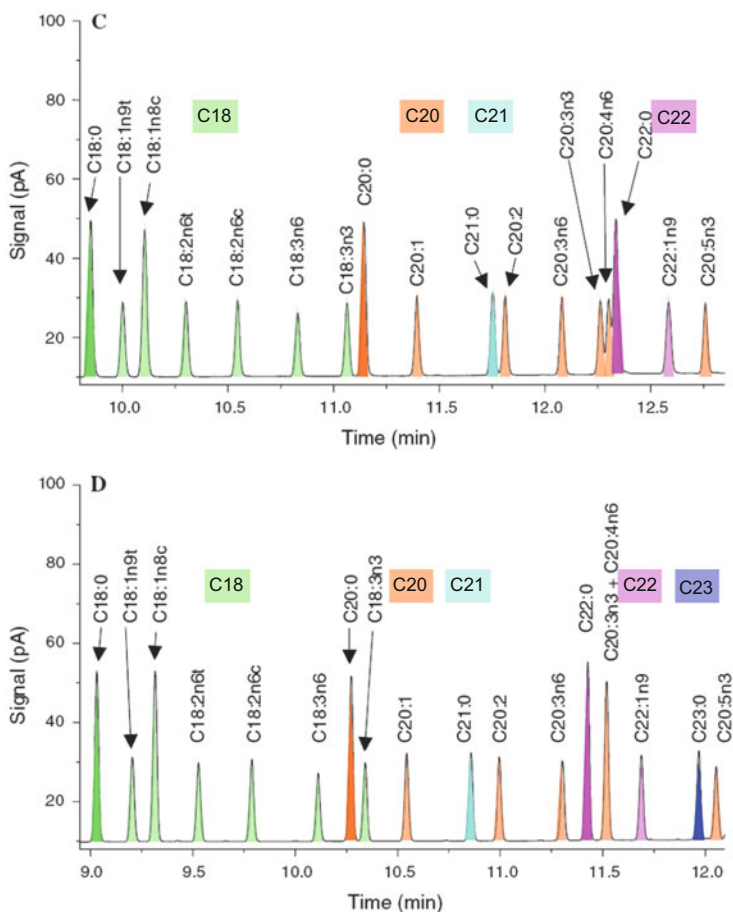 C
Signal (pA)
100
80
60
40
20
C18:0
C18:1n9t
C18:1n8c
C18
C18:2n6t
C18:2n6c
C18:3n6
C18:3n3
C20:0
C20
C20:1
C21
C21:0
C20:2
C20:3n6
C20:3n3
C20:4n6
C22:0
C22
C22:1n9
C20:5n3
10.0 10.5 11.0 11.5 12.0 12.5
Time (min)
D
Signal (pA)
100
80
60
40
20
C18:0
C18:1n9t
C18:1n8c
C18
C18:2n6t
C18:2n6c
C18:3n6
C20:0
C18:3n3
C20
C20:1
C21
C21:0
C20:2
C20:3n6
C22:0
C20:3n3 + C20:4n6
C22
C22:1n9
C23
C23:0
C20:5n3
9.0 9.5 10.0 10.5 11.0 11.5 12.0
Time (min)